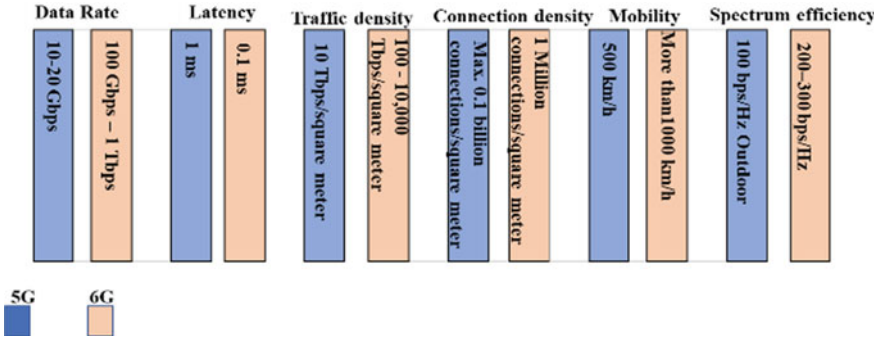 Data Rate
Latency
Traffic density
Connection density
Mobility
Spectrum efficiency
10-20 Gbps
100 Gbps – 1 Tbps
1 ms
0.1 ms
10 Tbps/square meter
100 - 10,000
Tbps/square meter
Max. 0.1 billion
connections/square meter
1 Million
connections/square meter
500 km/h
More than1000 km/h
100 bps/Hz Outdoor
200–300 bps/Hz
5G
6G